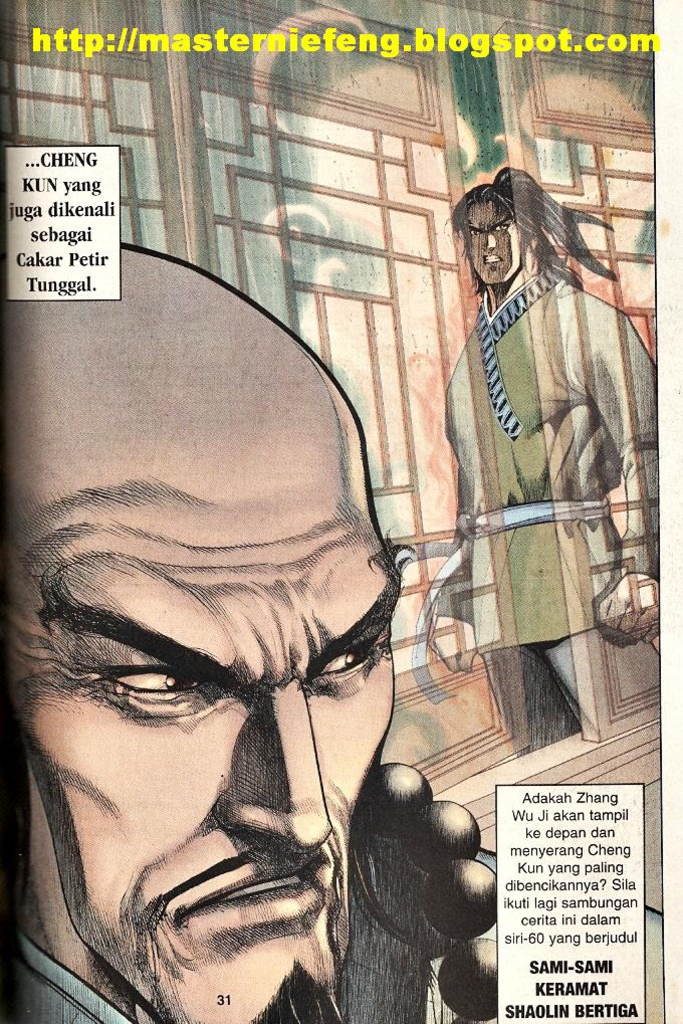 http://masterniefeng.blogspot.com
...CHENG
KUN yang
juga dikenali
sebagai
Cakar Petir
Tunggal.
Adakah Zhang
Wu Ji akan tampil
ke depan dan
menyerang Cheng
Kun yang paling
dibencikannya? Sila
ikuti lagi sambungan
cerita ini dalam
siri-60 yang berjudul
SAMI-SAMI
KERAMAT
SHAOLIN BERTIGA
31